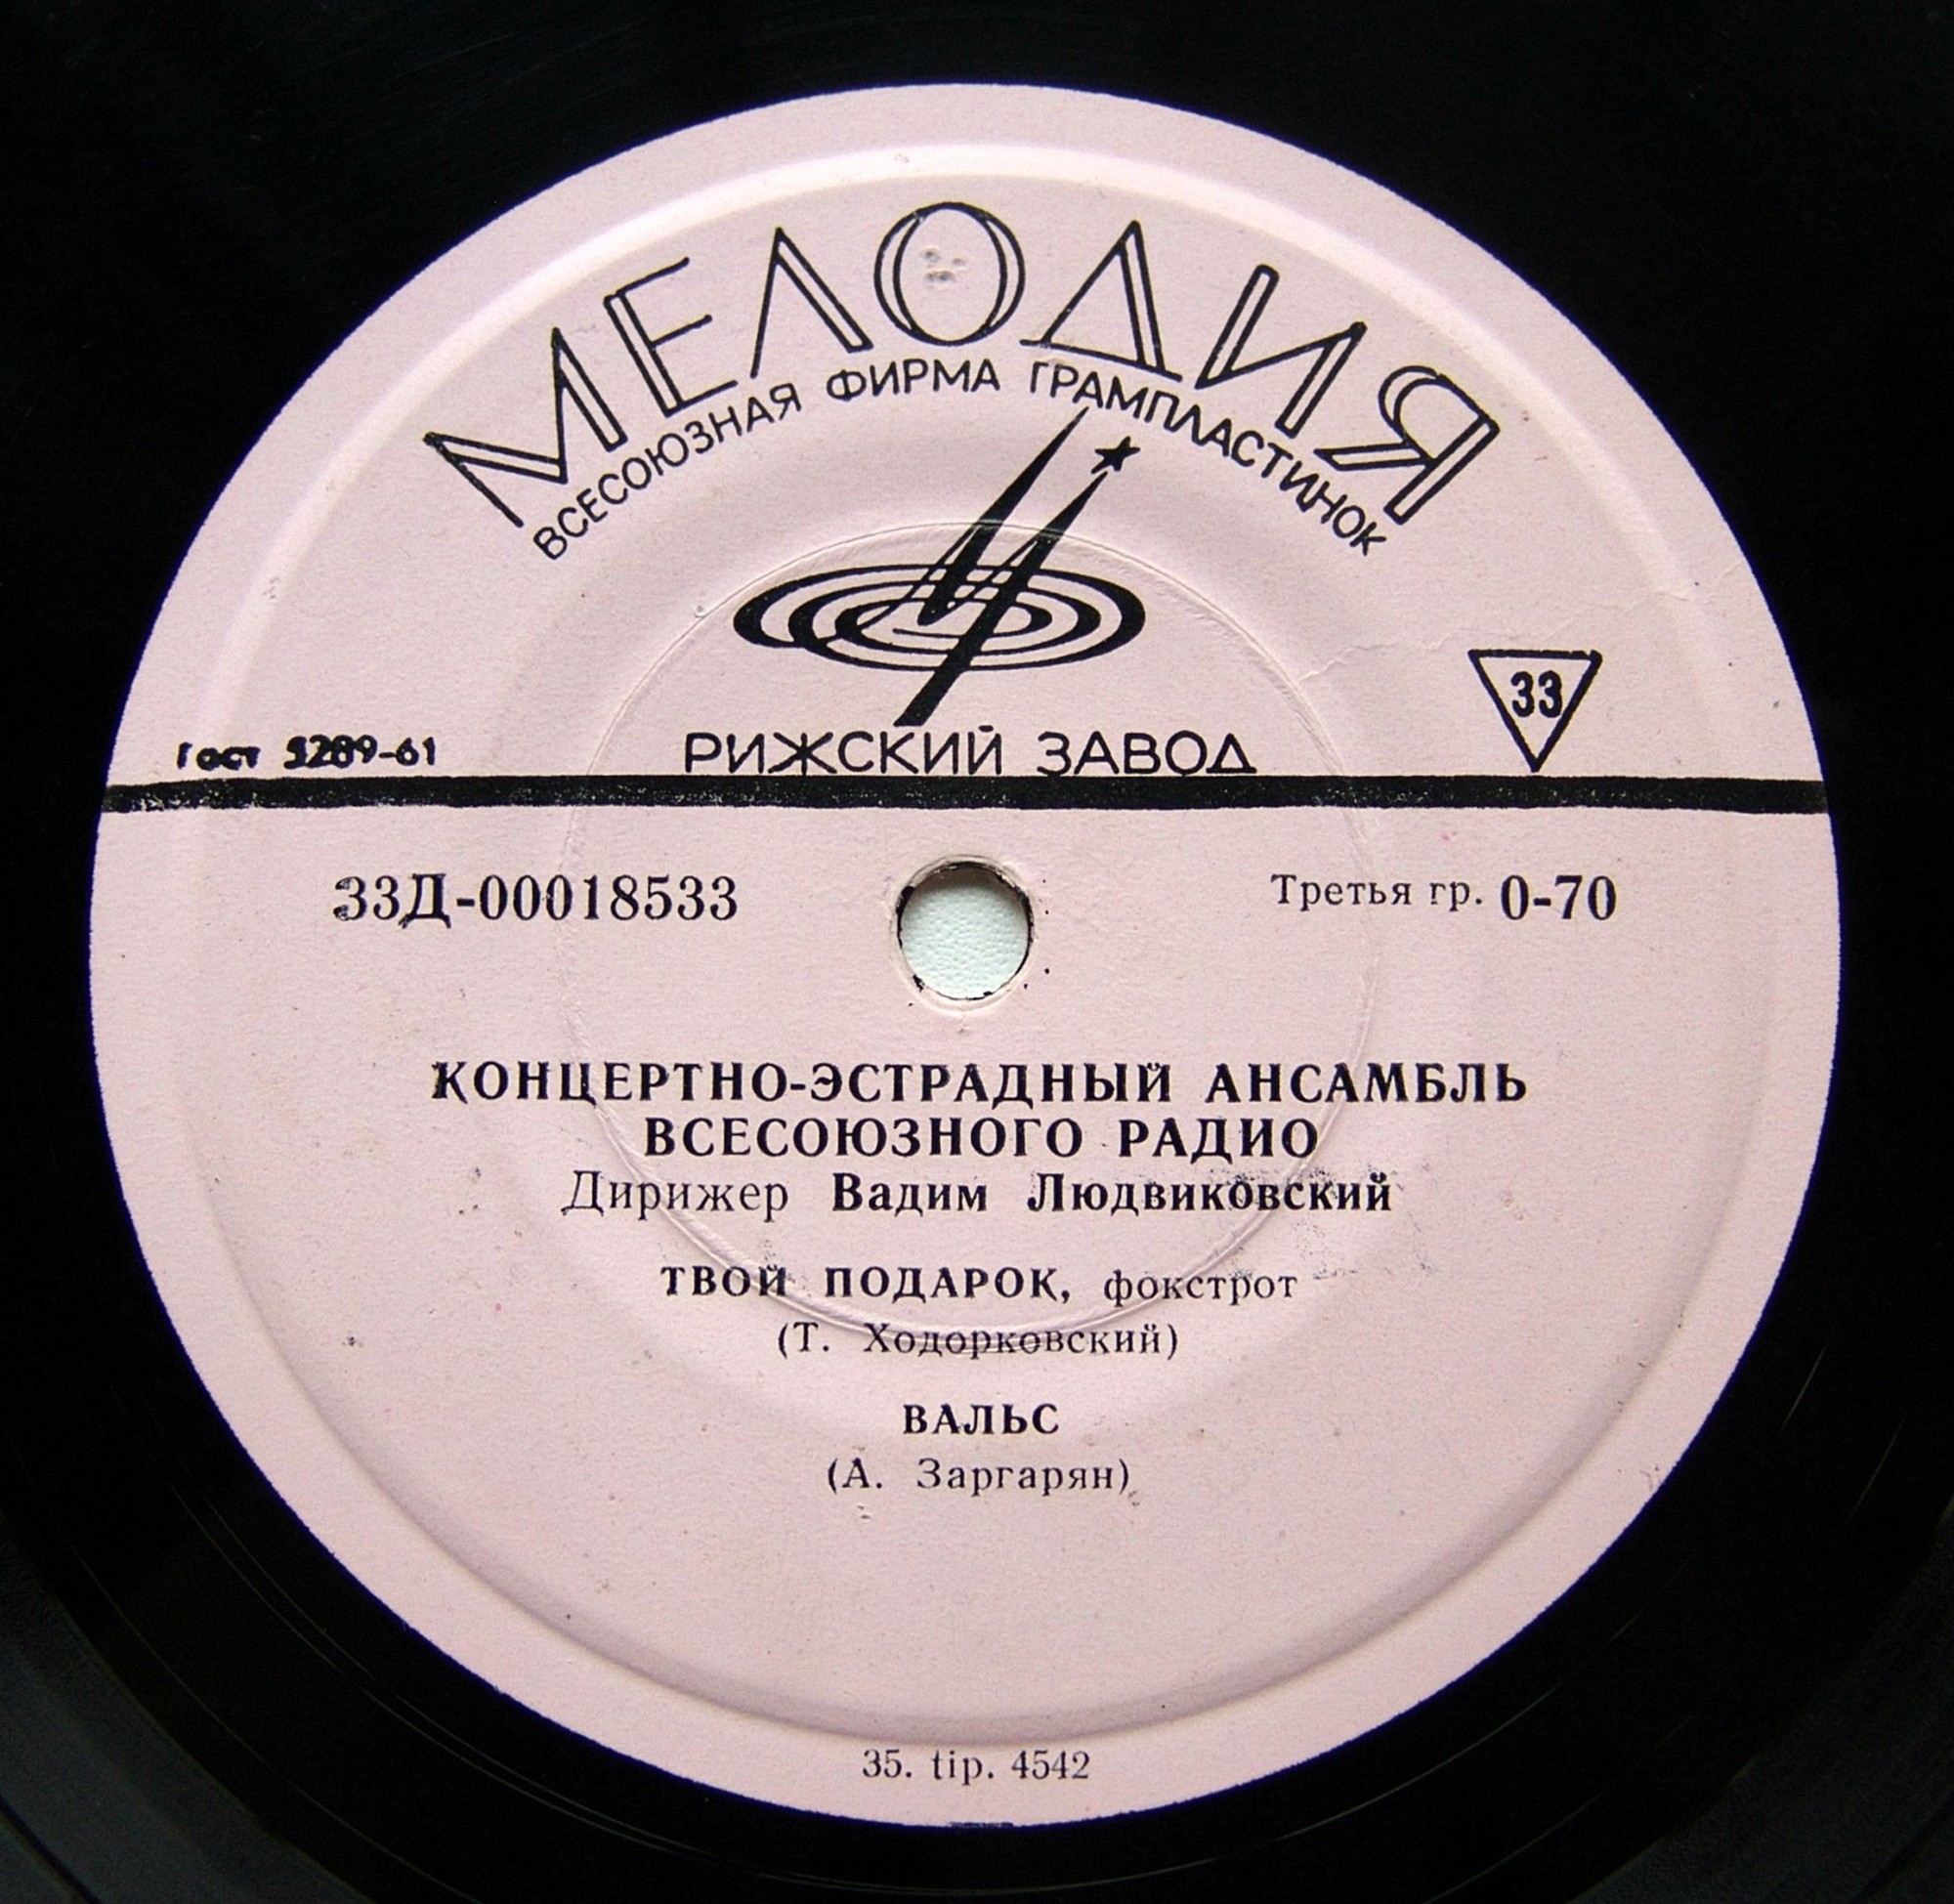 МЕЛОДИЯ
ВСЕСОЮЗНАЯ ФИРМА ГРАМПЛАСТИНОК
33
Гост 5289-61
РИЖСКИЙ ЗАВОД
33Д-00018533
Третья гр. 0-70
КОНЦЕРТНО-ЭСТРАДНЫЙ АНСАМБЛЬ
ВСЕСОЮЗНОГО РАДИО
Дирижер Вадим Людвиковский
ТВОЙ ПОДАРОК, фокстрот
(Т. Ходорковский)
ВАЛЬС
(А. Заргарян)
35. tip. 4542